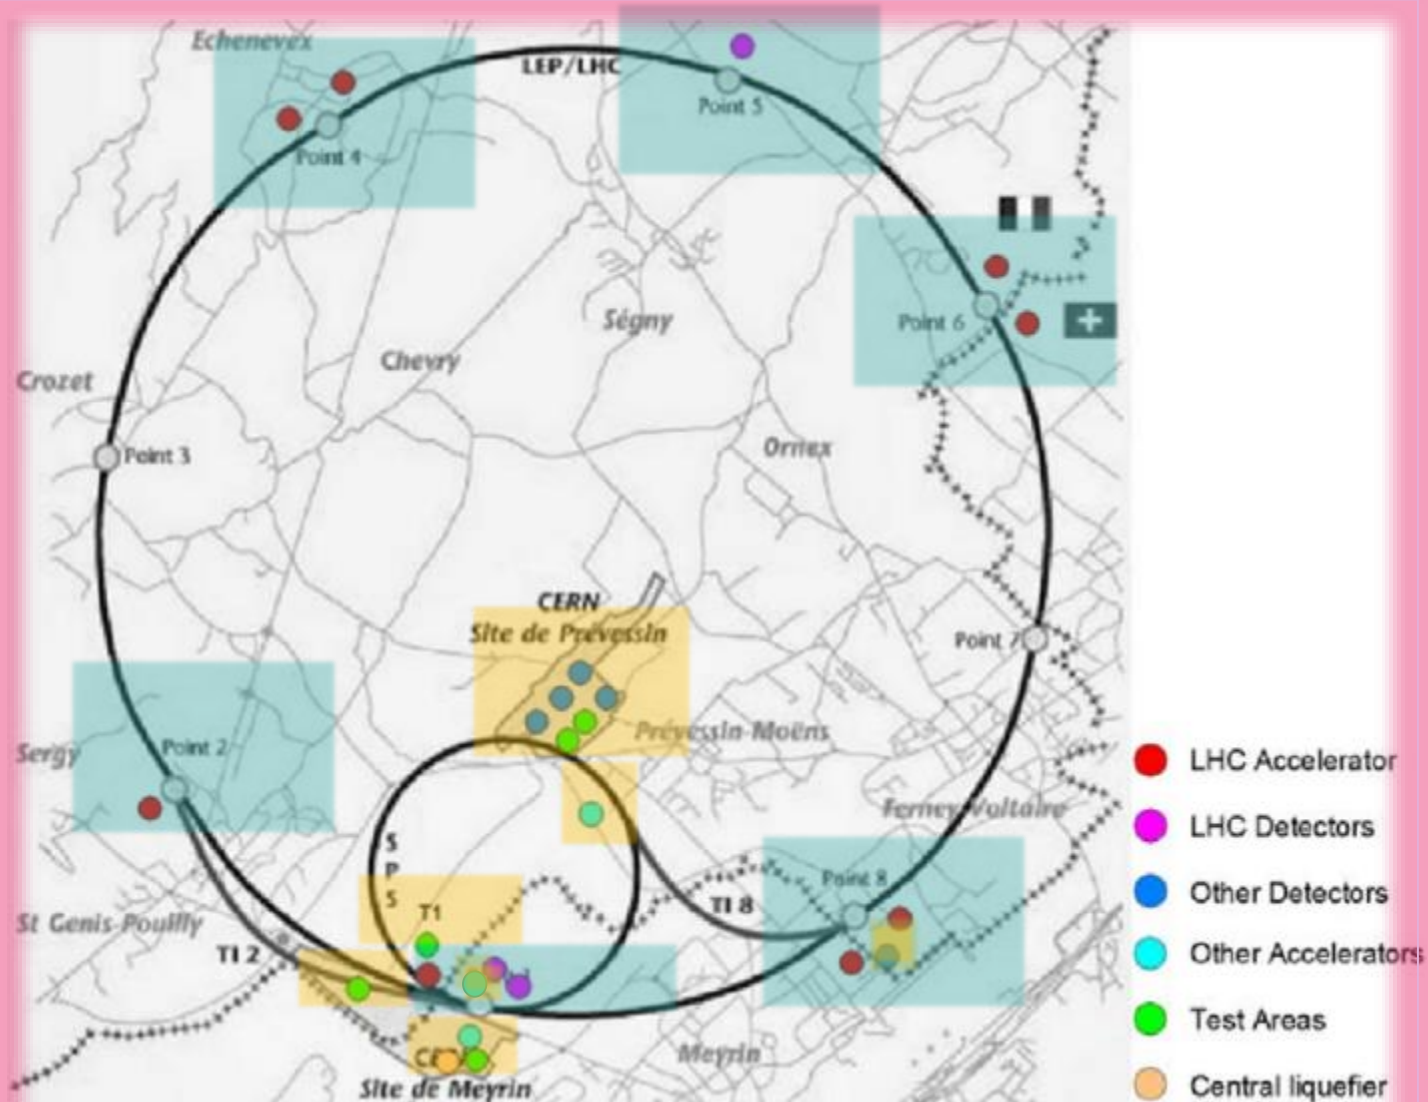 Echenevex
LEP/LHC
Point 5
Point 4
Point 6
Ségny
Chevry
Crozet
Point 3
Ornex
CERN
Site de Prévessin
Point 7
Prévessin-Moëns
Point 2
Sergy
LHC Accelerator
Ferney-Voltaire
LHC Detectors
S
P
S
Point 8
Other Detectors
T1
TI 8
St Genis-Pouilly
TI 2
Other Accelerators
Test Areas
Meyrin
Site de Meyrin
Central liquefier